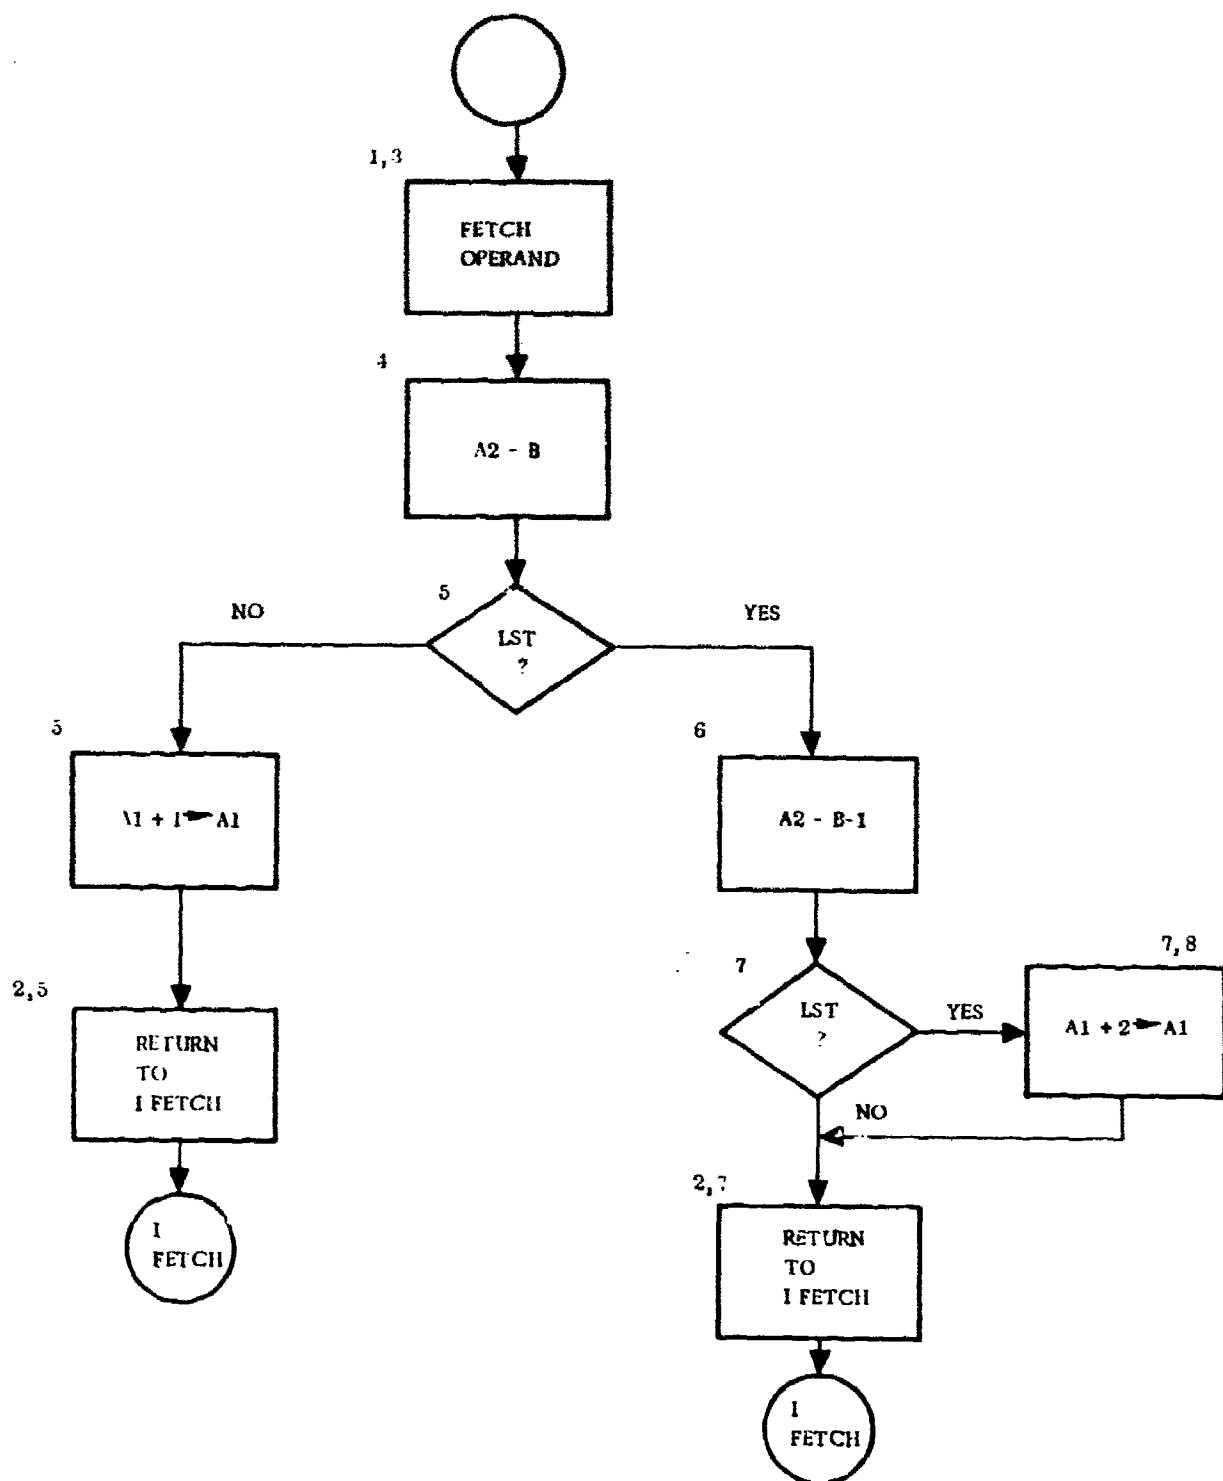 1,3
FETCH
OPERAND
4
A2 - B
5
NO
YES
LST
?
5
A1 + 1 A1
6
A2 - B-1
7,8
7
LST
?
YES
A1 + 2 A1
2,5
RETURN
TO
I FETCH
NO
2,7
RETURN
TO
I FETCH
I
FETCH
I
FETCH